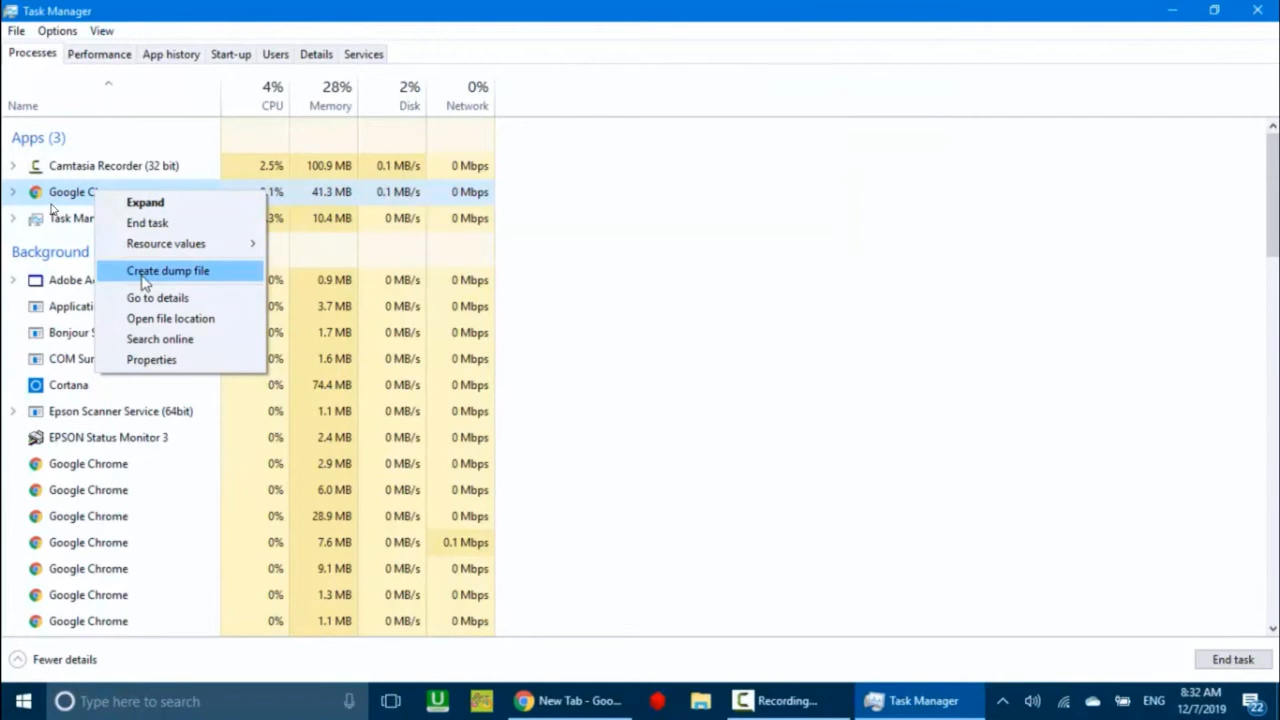 Task Manager
File Options View
Processes Performance App history Start-up Users Details Services
4% 28% 2% 0%
Name CPU Memory Disk Network
Apps (3)
Camtasia Recorder (32 bit) 2.5% 100.9 MB 0.1 MB/s 0 Mbps
Google C 1% 41.3 MB 0.1 MB/s 0 Mbps
Task Mar 3% 10.4 MB 0 MB/s 0 Mbps
Expand
End task
Resource values
Create dump file
Go to details
Open file location
Search online
Properties
Background
Adobe A 0% 0.9 MB 0 MB/s 0 Mbps
Applicati 0% 3.7 MB 0 MB/s 0 Mbps
Bonjour S 0% 1.7 MB 0 MB/s 0 Mbps
COM Sur 0% 1.6 MB 0 MB/s 0 Mbps
Cortana 0% 74.4 MB 0 MB/s 0 Mbps
Epson Scanner Service (64bit) 0% 1.1 MB 0 MB/s 0 Mbps
EPSON Status Monitor 3 0% 2.4 MB 0 MB/s 0 Mbps
Google Chrome 0% 2.9 MB 0 MB/s 0 Mbps
Google Chrome 0% 6.0 MB 0 MB/s 0 Mbps
Google Chrome 0% 28.9 MB 0 MB/s 0 Mbps
Google Chrome 0% 7.6 MB 0 MB/s 0.1 Mbps
Google Chrome 0% 9.1 MB 0 MB/s 0 Mbps
Google Chrome 0% 1.3 MB 0 MB/s 0 Mbps
Google Chrome 0% 1.1 MB 0 MB/s 0 Mbps
Fewer details End task
Type here to search New Tab - Goo... Recording... Task Manager ENG 8:32 AM
12/7/2019 22